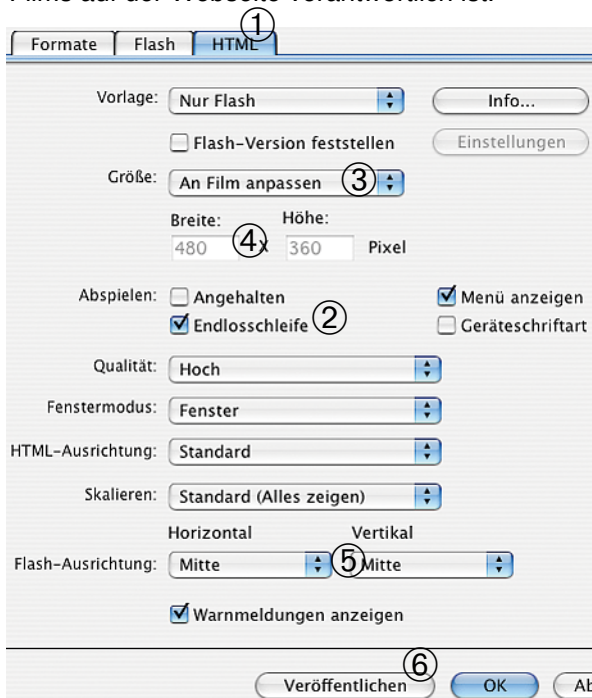 Films auf der Webseite verantwortlich ist.
Formate Flash HTML ①
Vorlage: Nur Flash Info...
Flash-Version feststellen Einstellungen
Größe: An Film anpassen ③
Breite: Höhe:
480 ④ x 360 Pixel
Abspielen: Angehalten Menü anzeigen
Endlosschleife ② Geräteschriftart
Qualität: Hoch
Fenstermodus: Fenster
HTML-Ausrichtung: Standard
Skalieren: Standard (Alles zeigen)
Horizontal Vertikal
Flash-Ausrichtung: Mitte ⑤ Mitte
Warnmeldungen anzeigen
Veröffentlichen ⑥ OK Ab